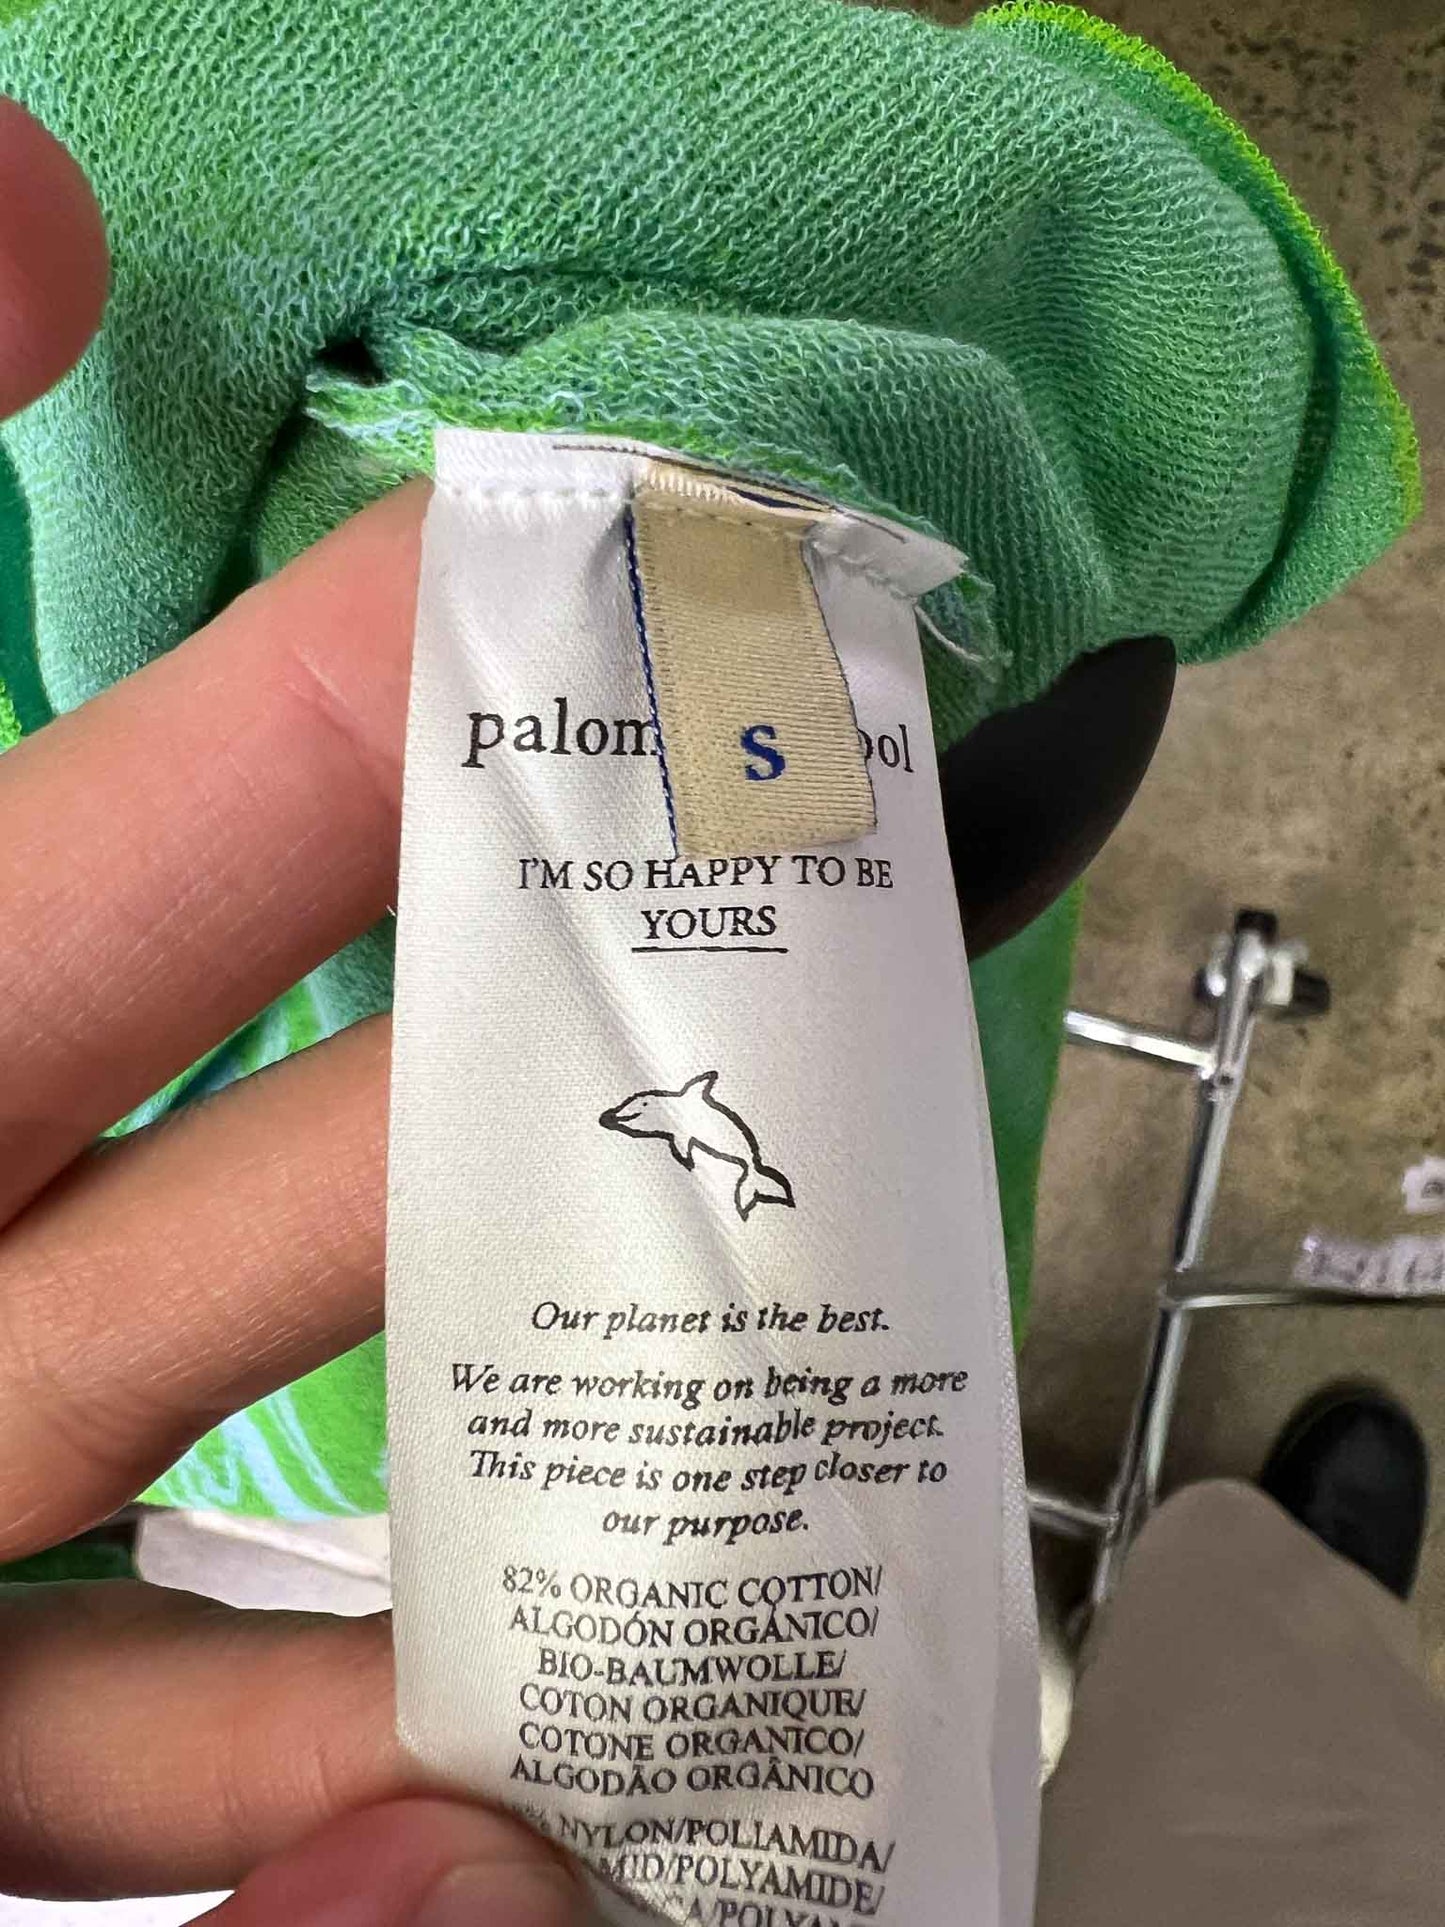 S
I'M SO HAPPY TO BE
YOURS
Our planet is the best.
We are working on being a more
and more sustainable project.
This piece is one step closer to
our purpose.
82% ORGANIC COTTON/
ALGODÓN ORGÁNICO/
BIO-BAUMWOLLE/
COTON ORGANIQUE/
COTONE ORGANICO/
ALGODÃO ORGÂNICO
NYLON/POLIAMIDA/
POLYAMIDE/